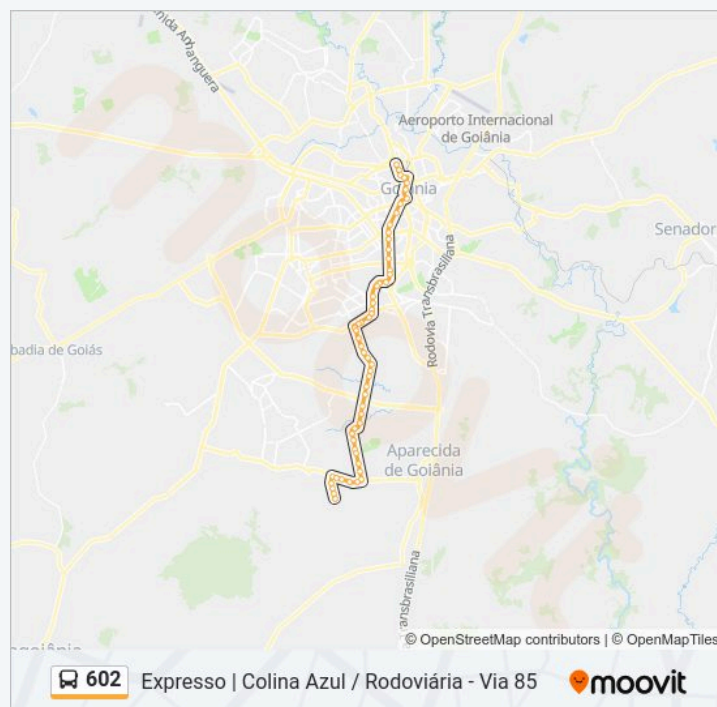 nida Anhanguera
Aeroporto Internacional
de Goiânia
Goiânia
Senador
Rodovia Transbrasiliana
badia de Goiás
Aparecida
de Goiânia
Transbrasiliana
© OpenStreetMap contributors | © OpenMapTiles
602 Expresso | Colina Azul / Rodoviária - Via 85 moovit